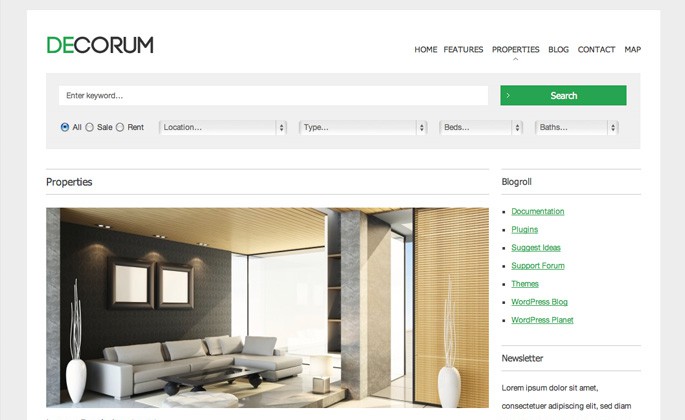 DECORUM
HOME FEATURES PROPERTIES BLOG CONTACT MAP
Enter keyword...
Search
All Sale Rent Location... Type... Beds... Baths...
Properties
Blogroll
Documentation
Plugins
Suggest Ideas
Support Forum
Themes
WordPress Blog
WordPress Planet
Newsletter
Lorem ipsum dolor sit amet,
consectetuer adipiscing elit, sed diam